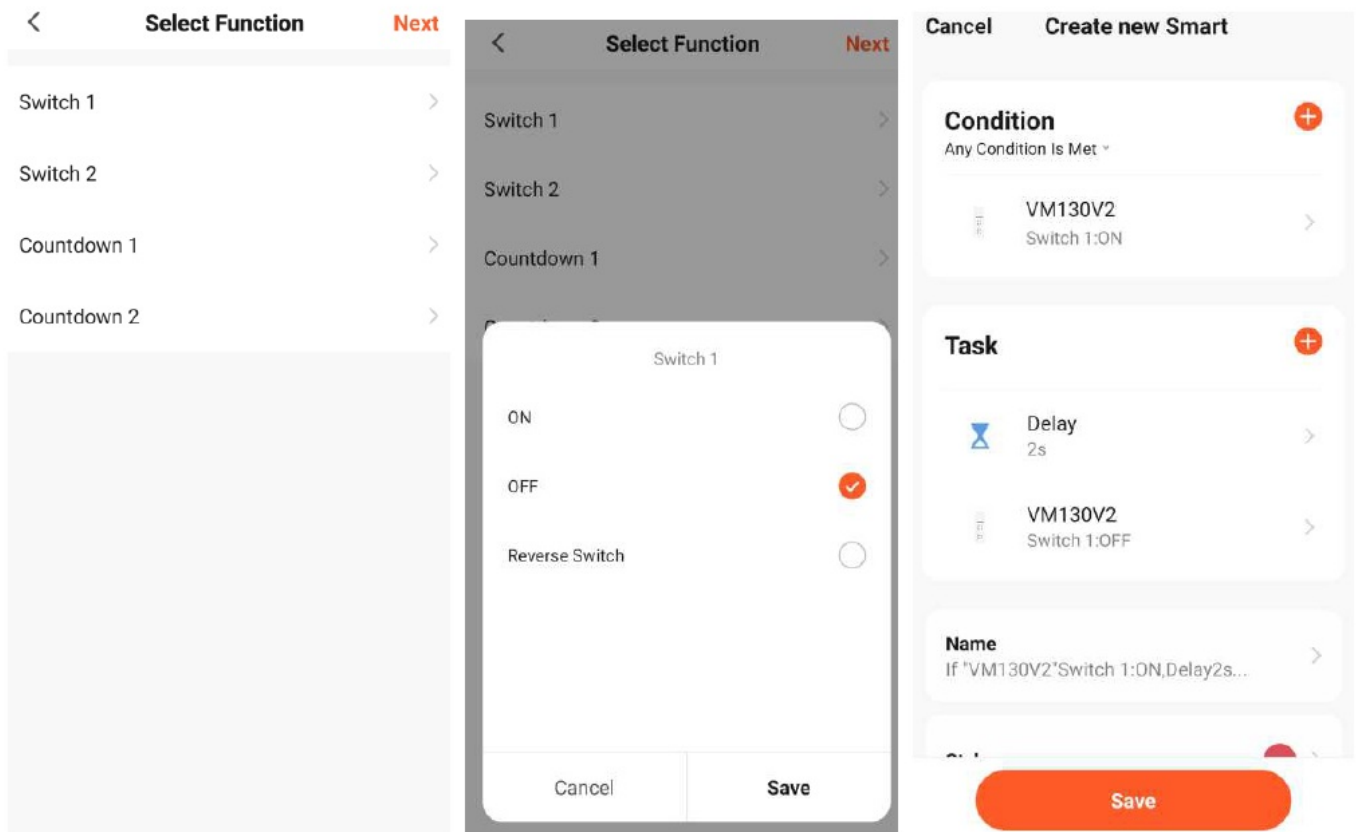 Select Function
Next
Switch 1
Switch 2
Countdown 1
Countdown 2
Select Function
Next
Switch 1
Switch 2
Countdown 1
Switch 1
ON
OFF
Reverse Switch
Cancel
Save
Cancel
Create new Smart
Condition
Any Condition Is Met
VM130V2
Switch 1:ON
Task
Delay
2s
VM130V2
Switch 1:OFF
Name
If "VM130V2"Switch 1:ON,Delay2s...
Save